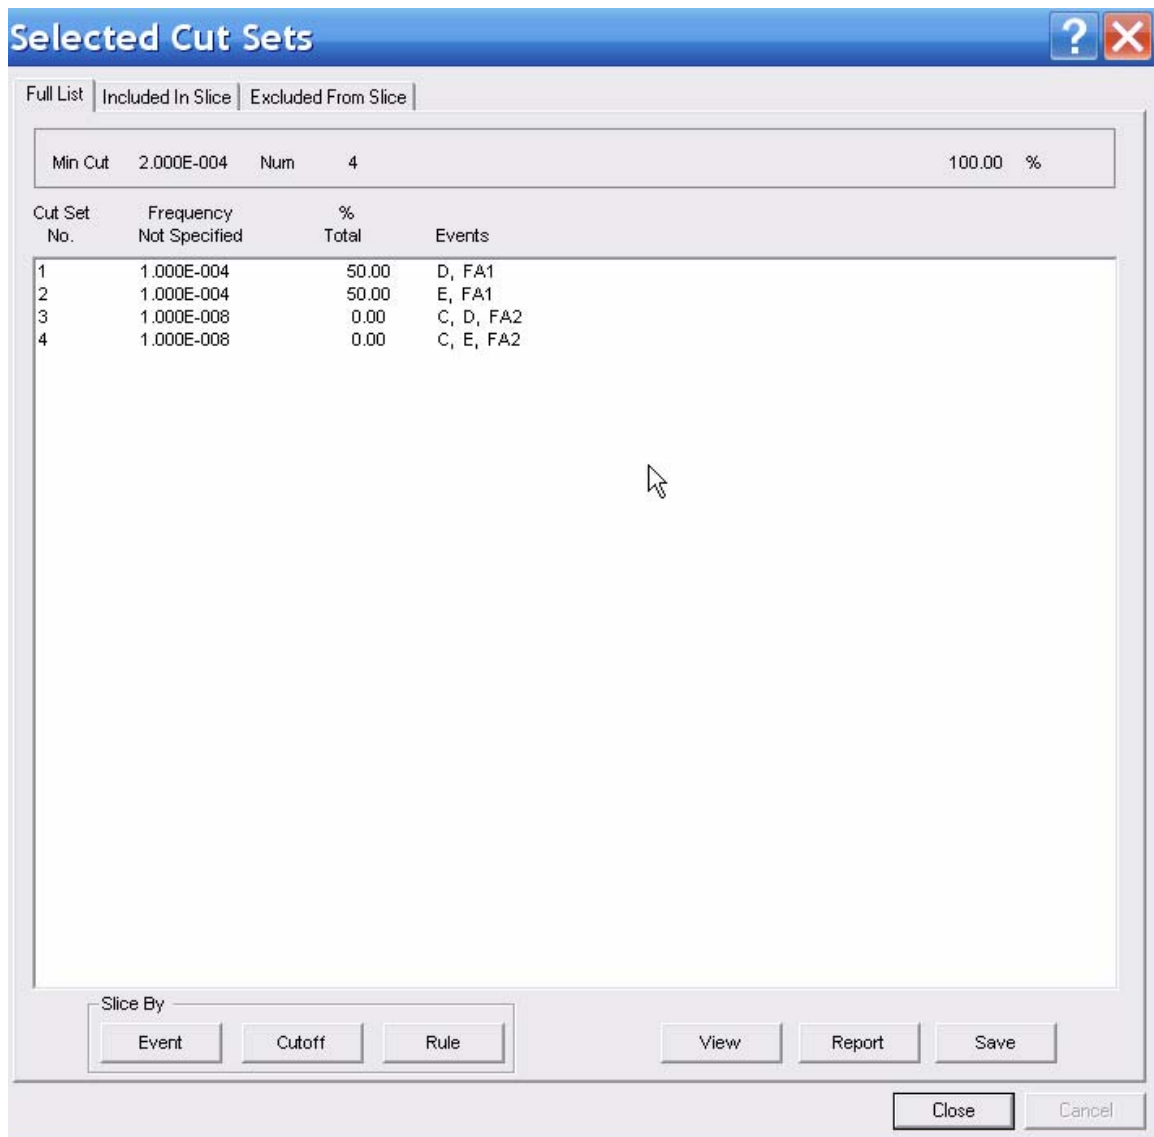 Selected Cut Sets
Full List Included In Slice Excluded From Slice
Min Cut 2.000E-004 Num 4 100.00 %
Cut Set Frequency %
No. Not Specified Total Events
1 1.000E-004 50.00 D, FA1
2 1.000E-004 50.00 E, FA1
3 1.000E-008 0.00 C, D, FA2
4 1.000E-008 0.00 C, E, FA2
Slice By
Event Cutoff Rule View Report Save
Close Cancel